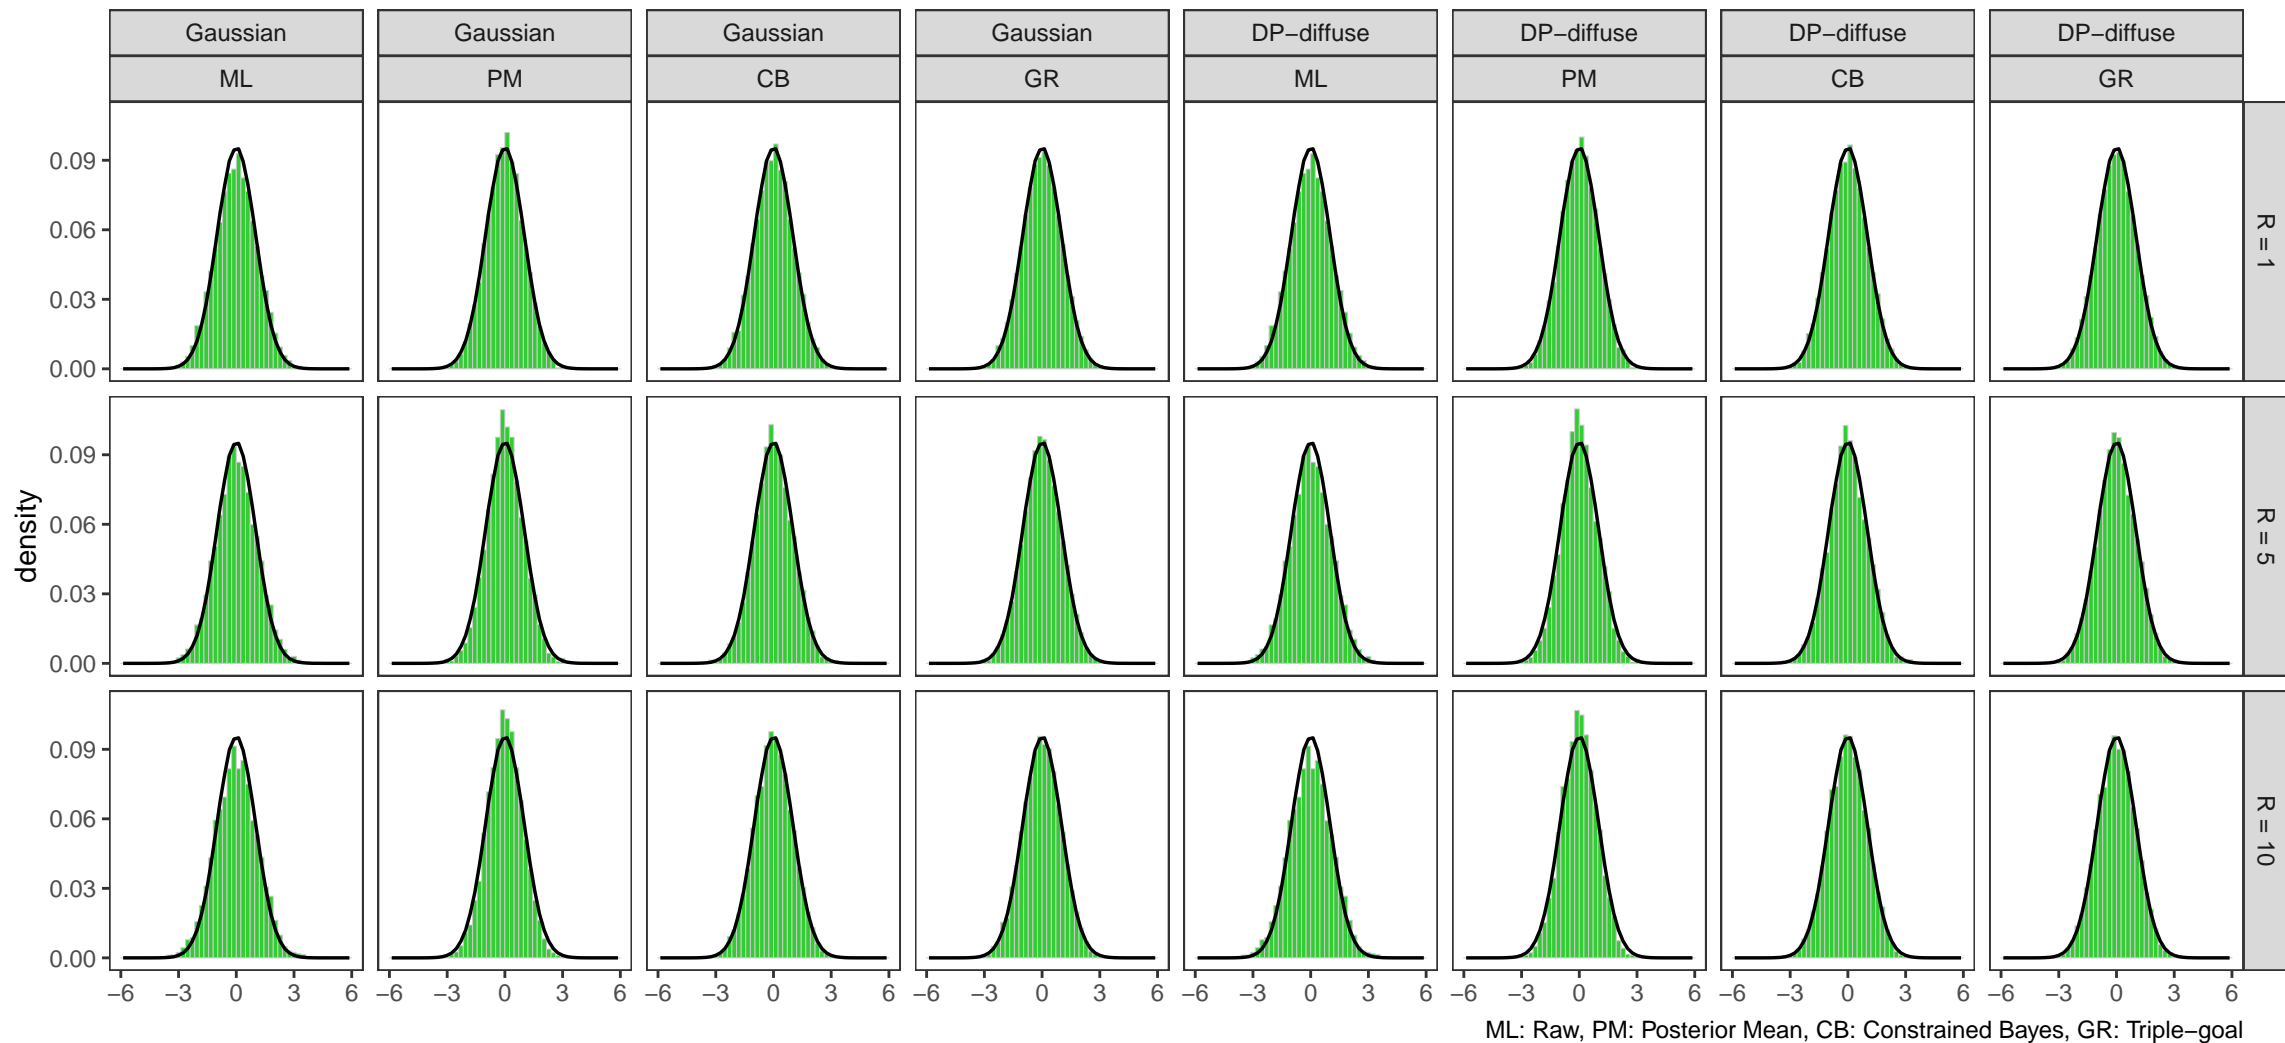 Gaussian Gaussian Gaussian Gaussian DP−diffuse DP−diffuse DP−diffuse DP−diffuse
ML PM CB GR ML PM CB GR
0.09
0.06
0.03
0.00
R = 1
0.09
0.06
0.03
0.00
R = 5
density
0.09
0.06
0.03
0.00
R = 10
−6 −3 0 3 6 −6 −3 0 3 6 −6 −3 0 3 6 −6 −3 0 3 6 −6 −3 0 3 6 −6 −3 0 3 6 −6 −3 0 3 6 −6 −3 0 3 6
ML: Raw, PM: Posterior Mean, CB: Constrained Bayes, GR: Triple−goal